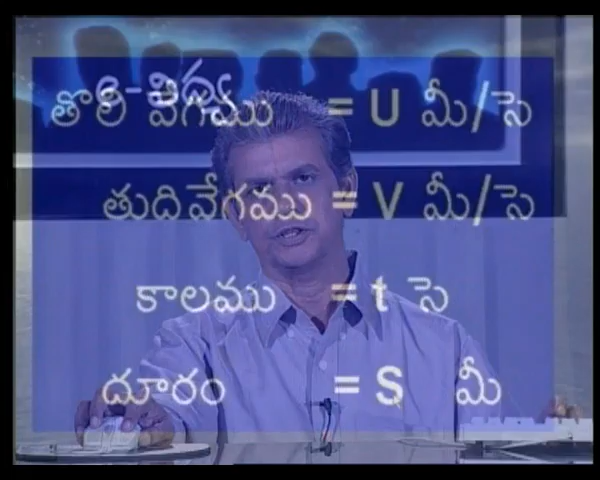 e-విద్య
తొలి వేగము = U మీ/సె
తుదివేగము = V మీ/సె
కాలము = t సె
దూరం = S మీ